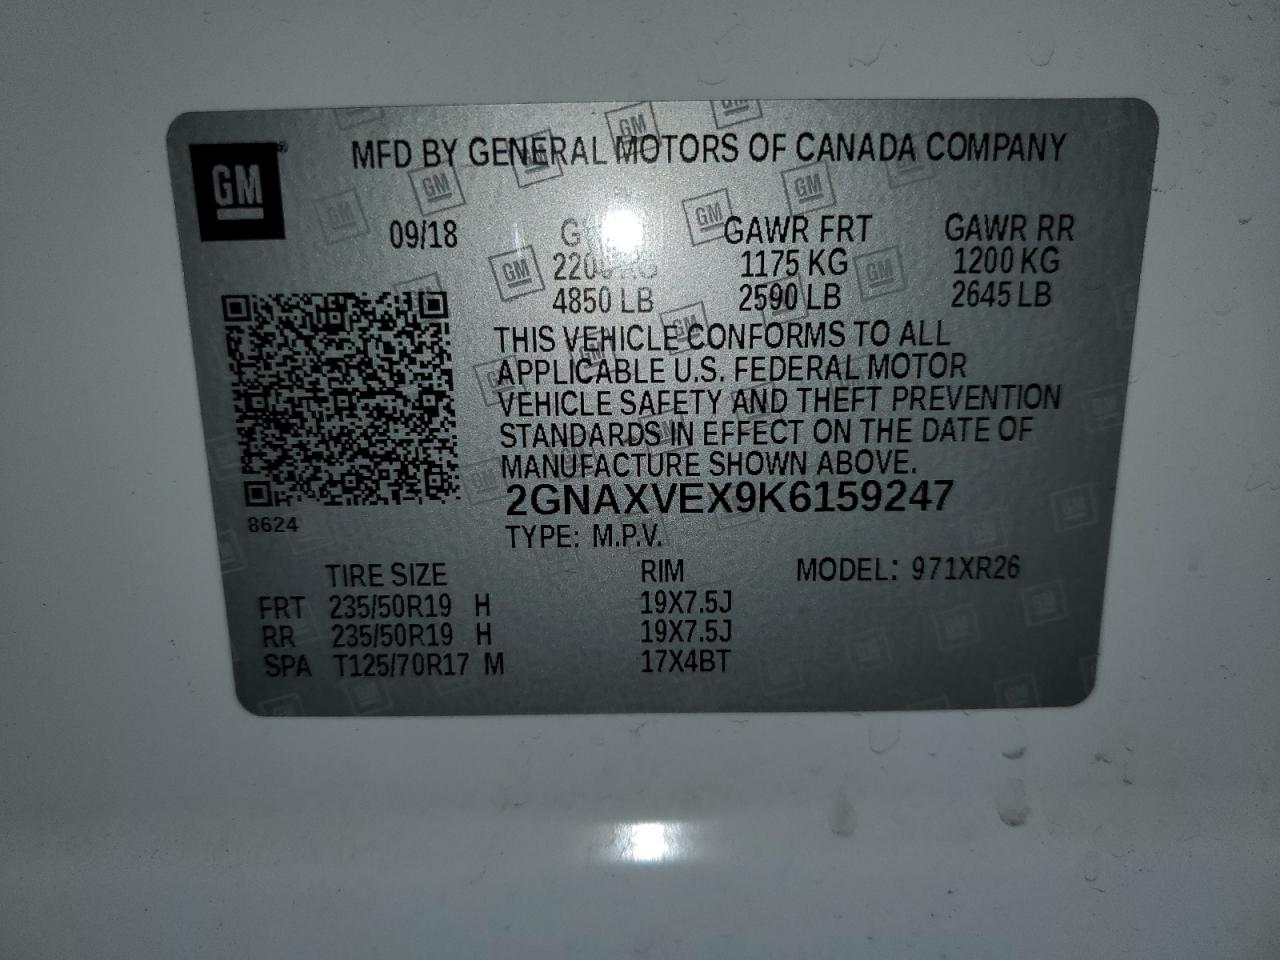 GM
MFD BY GENERAL MOTORS OF CANADA COMPANY
09/18 GAWR FRT GAWR RR
1175 KG 1200 KG
4850 LB 2590 LB 2645 LB
THIS VEHICLE CONFORMS TO ALL
APPLICABLE U.S. FEDERAL MOTOR
VEHICLE SAFETY AND THEFT PREVENTION
STANDARDS IN EFFECT ON THE DATE OF
MANUFACTURE SHOWN ABOVE.
2GNAXVEX9K6159247
8624
TYPE: M.P.V.
TIRE SIZE RIM MODEL: 971XR26
FRT 235/50R19 H 19X7.5J
RR 235/50R19 H 19X7.5J
SPA T125/70R17 M 17X4BT